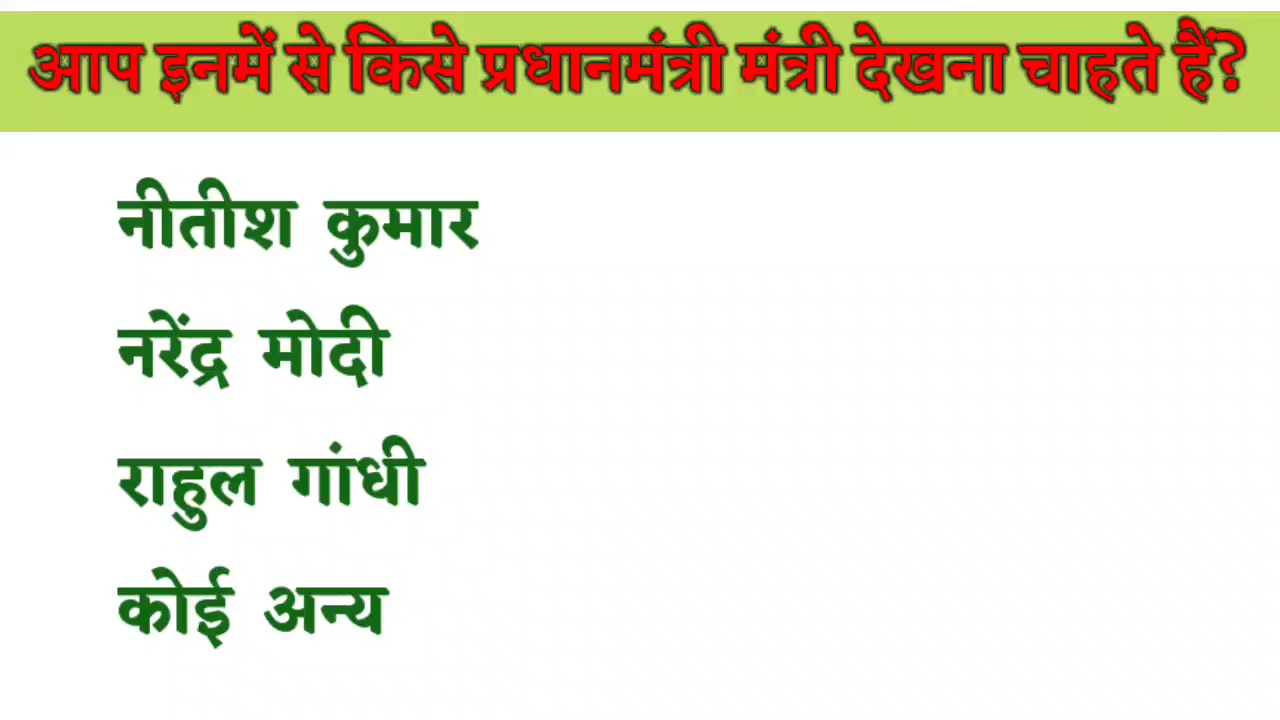 आप इनमें से किसे प्रधानमंत्री मंत्री देखना चाहते हैं?
नीतीश कुमार
नरेंद्र मोदी
राहुल गांधी
कोई अन्य